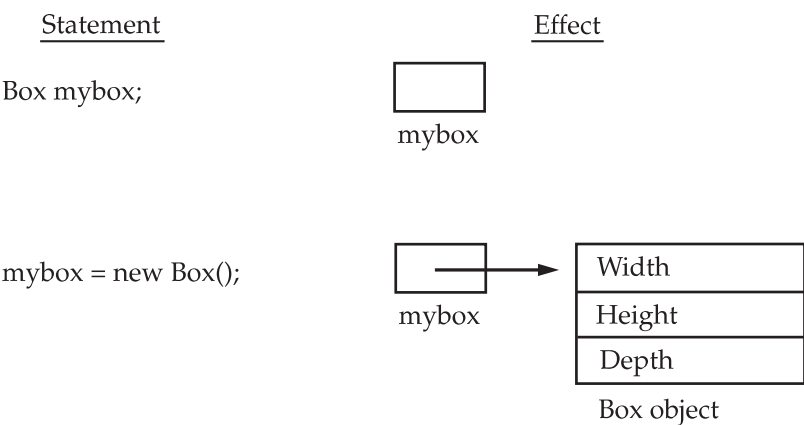 Statement Effect
Box mybox;
mybox
mybox = new Box();
Width
mybox
Height
Depth
Box object